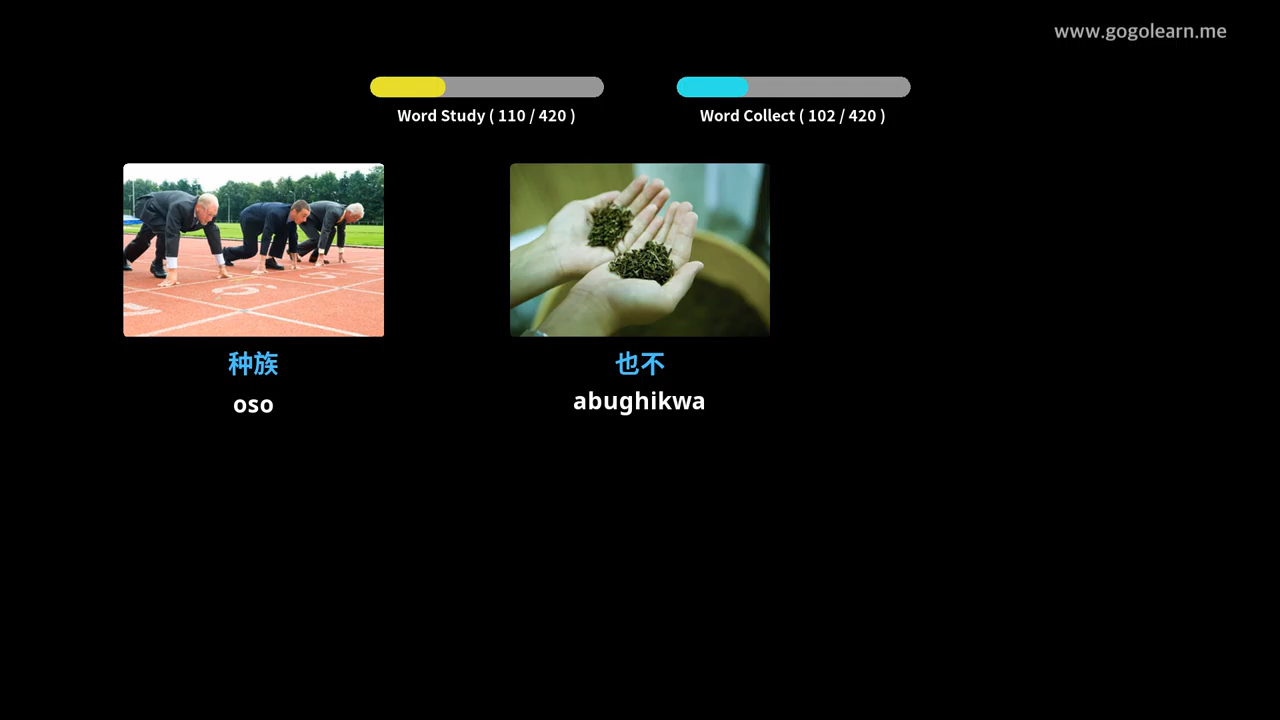 www.gogolearn.me
Word Study ( 110 / 420 )
Word Collect ( 102 / 420 )
种族
oso
也不
abughikwa